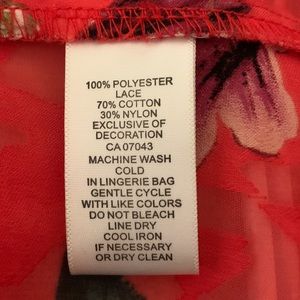 100% POLYESTER
LACE
70% COTTON
30% NYLON
EXCLUSIVE OF
DECORATION
CA 07043
MACHINE WASH
COLD
IN LINGERIE BAG
GENTLE CYCLE
WITH LIKE COLORS
DO NOT BLEACH
LINE DRY
COOL IRON
IF NECESSARY
OR DRY CLEAN